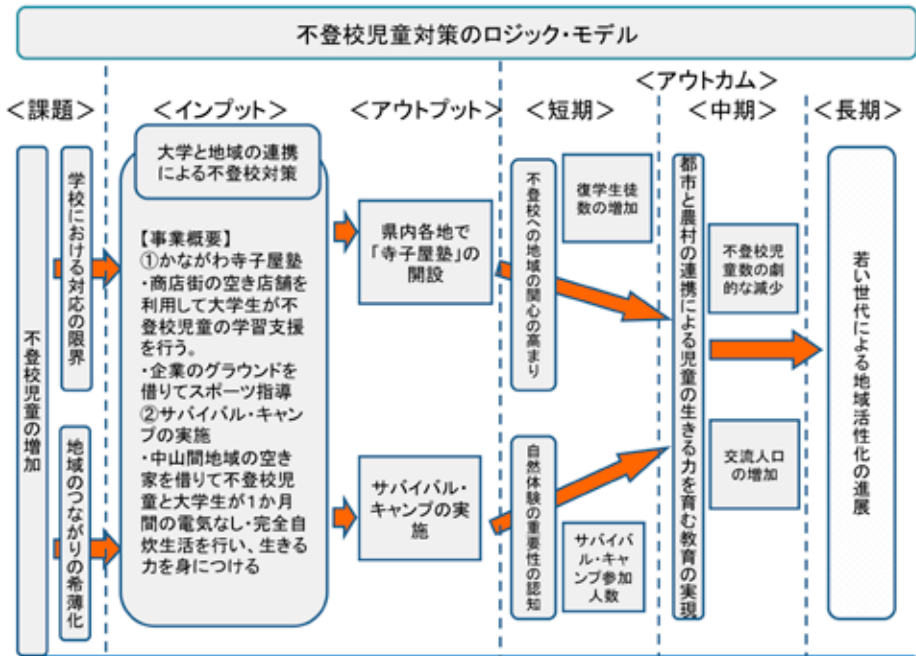 不登校児童対策のロジック・モデル
＜アウトカム＞
＜課題＞
＜インプット＞
＜アウトプット＞
＜短期＞
＜中期＞
＜長期＞
不登校児童の増加
学校における対応の限界
地域のつながりの希薄化
大学と地域の連携
による不登校対策
【事業概要】
①かながわ寺子屋塾
・商店街の空き店舗を
利用して大学生が不
登校児童の学習支援
を行う。
・企業のグラウンドを
借りてスポーツ指導
②サバイバル・キャン
プの実施
・中山間地域の空き
家を借りて不登校児
童と大学生が１か月
間の電気なし・完全自
炊生活を行い、生きる
力を身につける
県内各地で
「寺子屋塾」の
開設
サバイバル・
キャンプの実
施
不登校への地域の関心の高まり
復学生徒
数の増加
自然体験の重要性の認知
サバイバ
ル・キャ
ンプ参加
人数
都市と農村の連携による児童の生きる力を育む教育の実現
不登校児
童数の劇
的な減少
交流人口
の増加
若い世代による地域活性化の進展